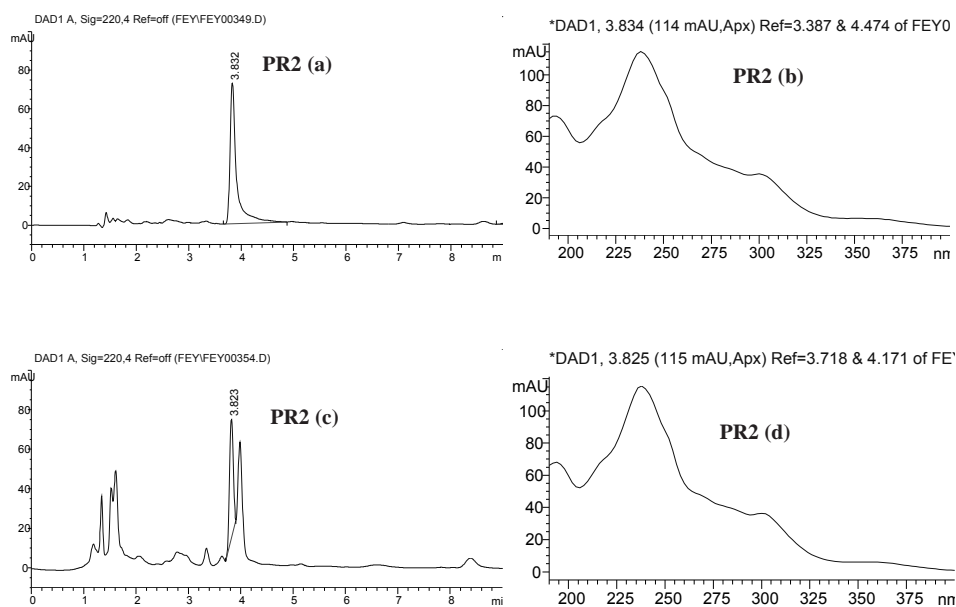 DAD1 A, Sig=220,4 Ref=off (FEY\FEY00349.D)
mAU
80
60
40
20
0
0 1 2 3 4 5 6 7 8 m
3.832
PR2 (a)
*DAD1, 3.834 (114 mAU,Apx) Ref=3.387 & 4.474 of FEY0
mAU
100
80
60
40
20
0
200 225 250 275 300 325 350 375 nm
PR2 (b)
DAD1 A, Sig=220,4 Ref=off (FEY\FEY00354.D)
mAU
80
60
40
20
0
0 1 2 3 4 5 6 7 8 mi
3.823
PR2 (c)
*DAD1, 3.825 (115 mAU,Apx) Ref=3.718 & 4.171 of FEY
mAU
100
80
60
40
20
0
200 225 250 275 300 325 350 375 nm
PR2 (d)